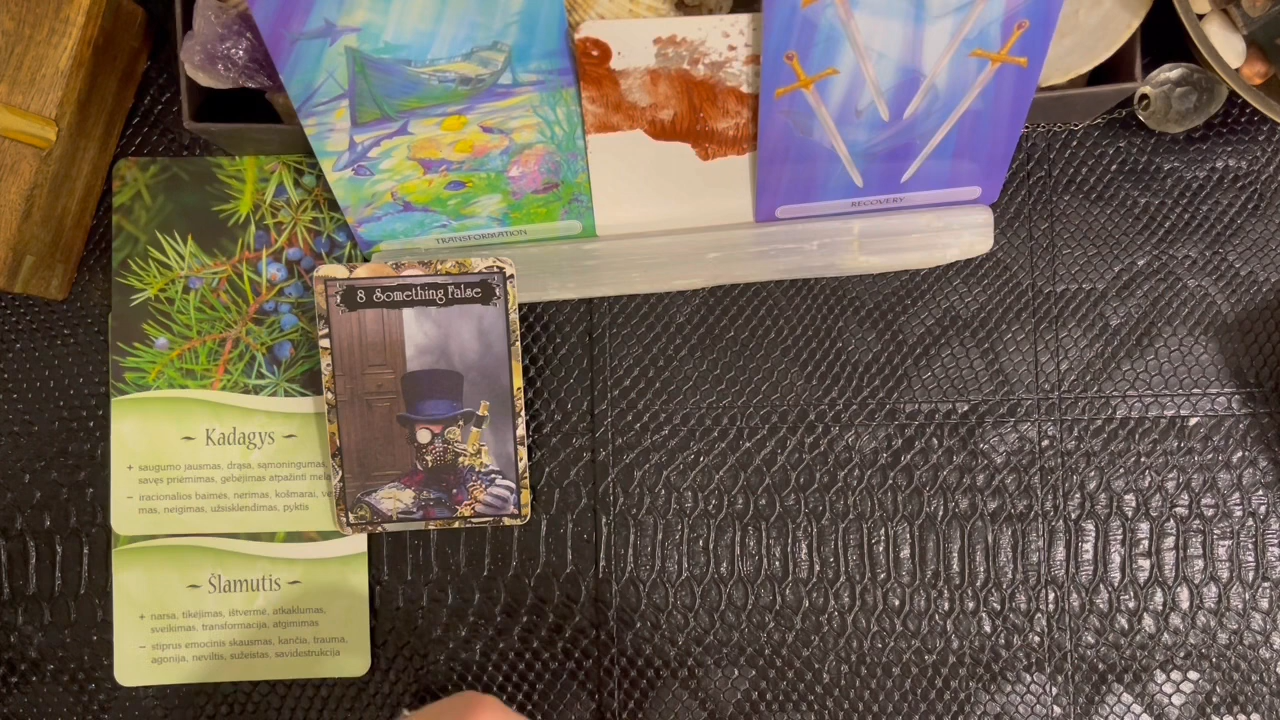 TRANSFORMATION
RECOVERY
8 Something False
~ Kadagys ~
+ saugumo jausmas, drąsa, sąmoningumas,
savęs priėmimas, gebėjimas atpažinti
– iracionalios baimės, nerimas, košmarai,
mas, neigimas, užsisklendimas, pyktis
~ Šlamutis ~
+ narsa, tikėjimas, ištvermė, atkaklumas,
sveikimas, transformacija, atgimimas
– stiprus emocinis skausmas, kančia, trauma,
agonija, neviltis, sužeistas, savidestrukcija